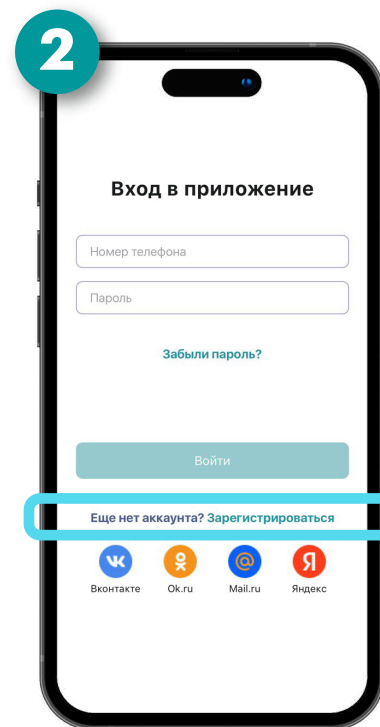 2
Вход в приложение
Номер телефона
Пароль
Забыли пароль?
Войти
Еще нет аккаунта? Зарегистрироваться
Вконтакте Ok.ru Mail.ru Яндекс